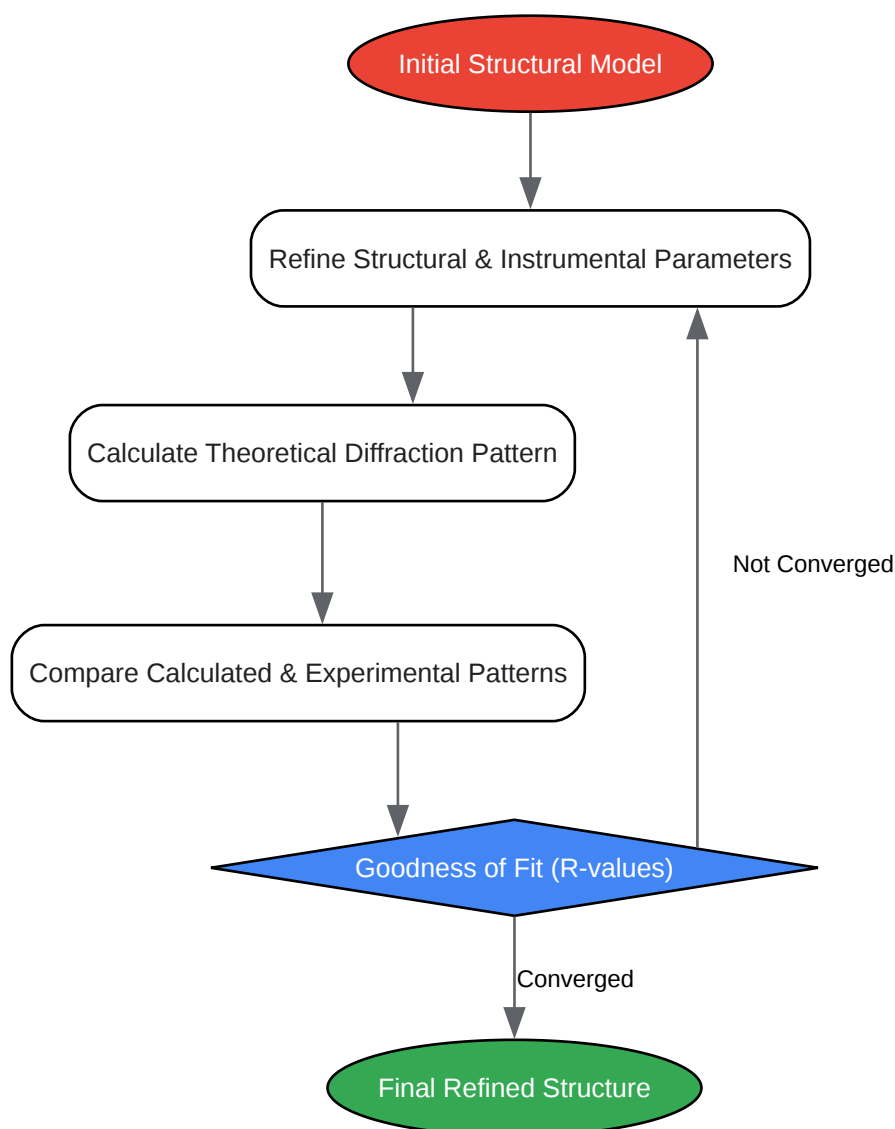 Initial Structural Model
Refine Structural & Instrumental Parameters
Calculate Theoretical Diffraction Pattern
Not Converged
Compare Calculated & Experimental Patterns
Goodness of Fit (R-values)
Converged
Final Refined Structure